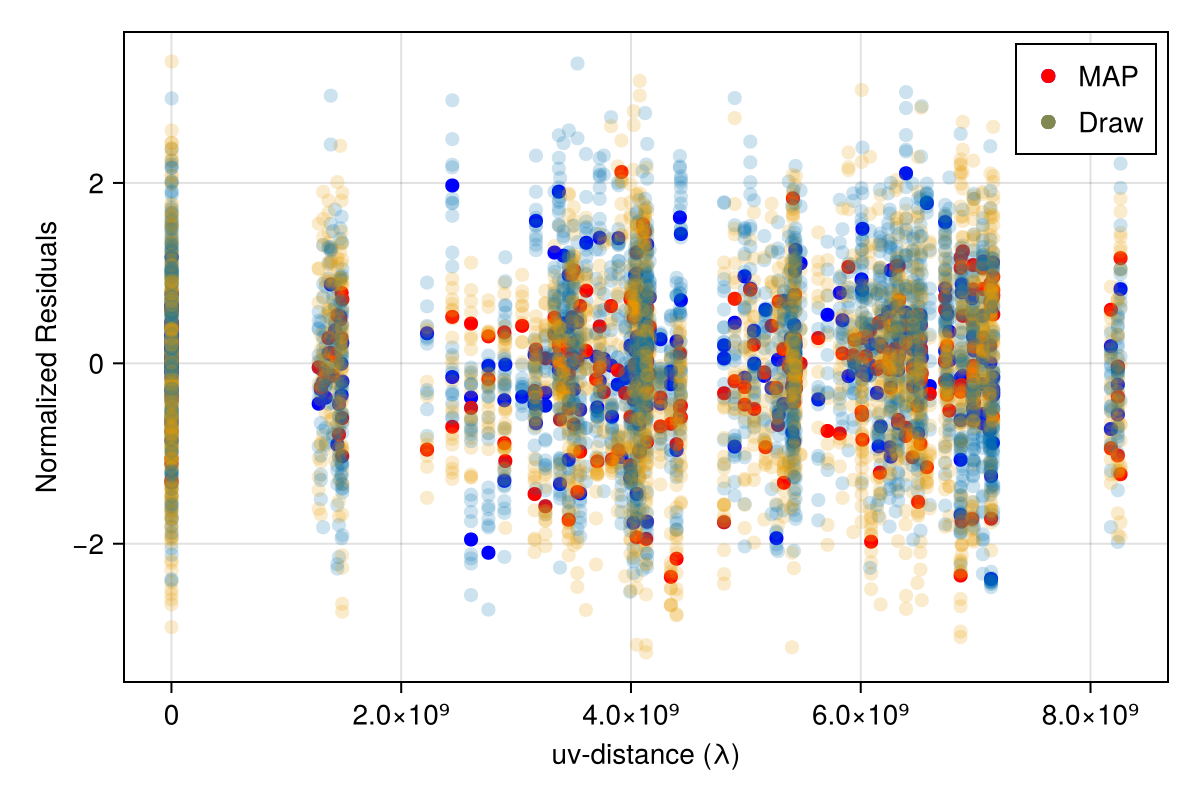 MAP
Draw
2
0
−2
Normalized Residuals
0
2.0×10⁹
4.0×10⁹
6.0×10⁹
8.0×10⁹
uv-distance (λ)